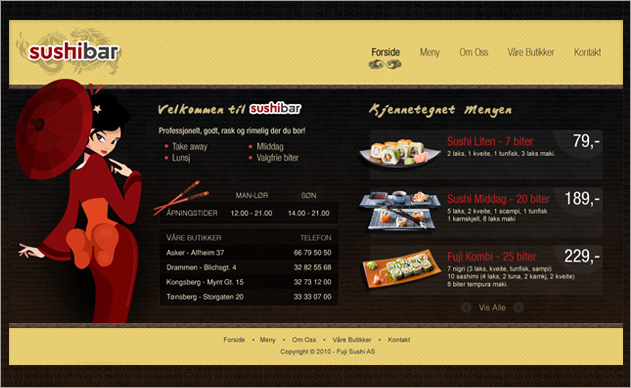 sushibar
Forside Meny Om Oss Våre Butikker Kontakt
Velkommen til sushibar
Professjonelt, godt, rask og rimelig der du bor!
Take away
Mliddag
Lunsj
Valgfrie biter
MAN-LØR SØN
ÅPNINGSTIDER 12.00 - 21.00 14.00 - 21.00
VÅRE BUTIKKER TELEFON
Asker - Alfheim 37 66 79 50 50
Drammen - Blichsgt. 4 32 82 55 68
Kongsberg - Mynt Gt. 15 32 73 12 00
Tønsberg - Storgaten 20 33 33 07 00
Kjennetegnet Menyen
Sushi Liten - 7 biter 79,-
2 laks, 1 kveite, 1 tunfisk, 3 laks maki.
Sushi Middag - 20 biter 189,-
5 laks, 2 kveite, 1 scampi, 1 tunfisk
1 kamskjell, 8 laks maki
Fuji Kombi - 25 biter 229,-
7 nigri (3 laks, kveite, tunfisk, sampi)
10 sashimi (4 laks, 2 tuna, 2 kamkj, 2 kveite)
8 biter tempura maki.
Vis Alle
Forside • Meny • Om Oss • Våre Butikker • Kontakt
Copyright © 2010 - Fuji Sushi AS